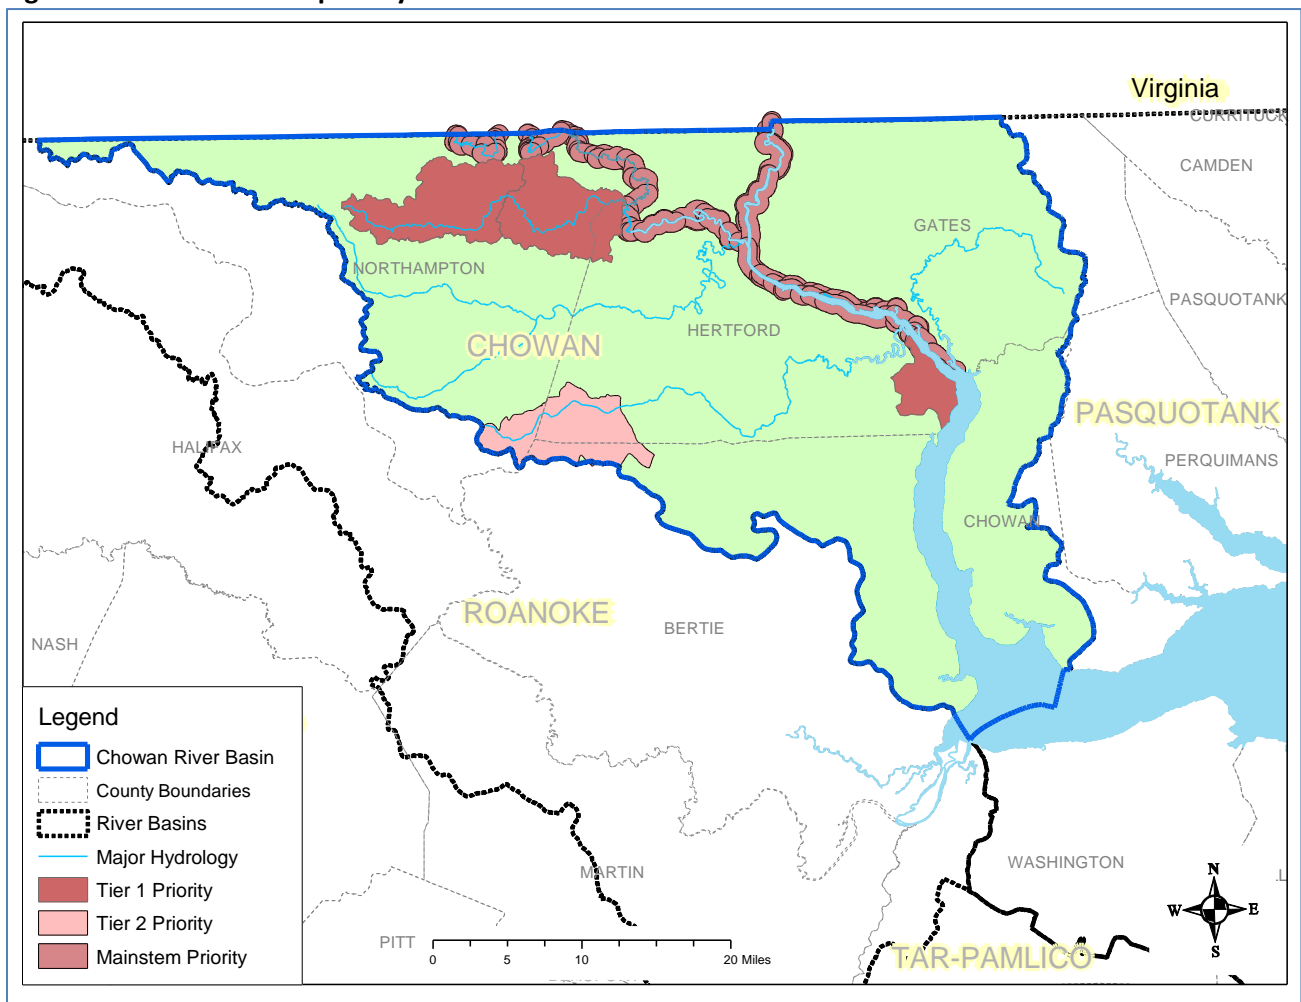 Virginia
CURRITUCK
CAMDEN
GATES
NORTHAMPTON
PASQUOTANK
HERTFORD
CHOWAN
PASQUOTANK
HALIFAX
PERQUIMANS
CHOWAN
ROANOKE
BERTIE
NASH
Legend
Chowan River Basin
County Boundaries
River Basins
Major Hydrology
Tier 1 Priority
Tier 2 Priority
Mainstem Priority
MARTIN
WASHINGTON
N
W E
S
PITT
0 5 10 20 Miles
TAR-PAMLICO